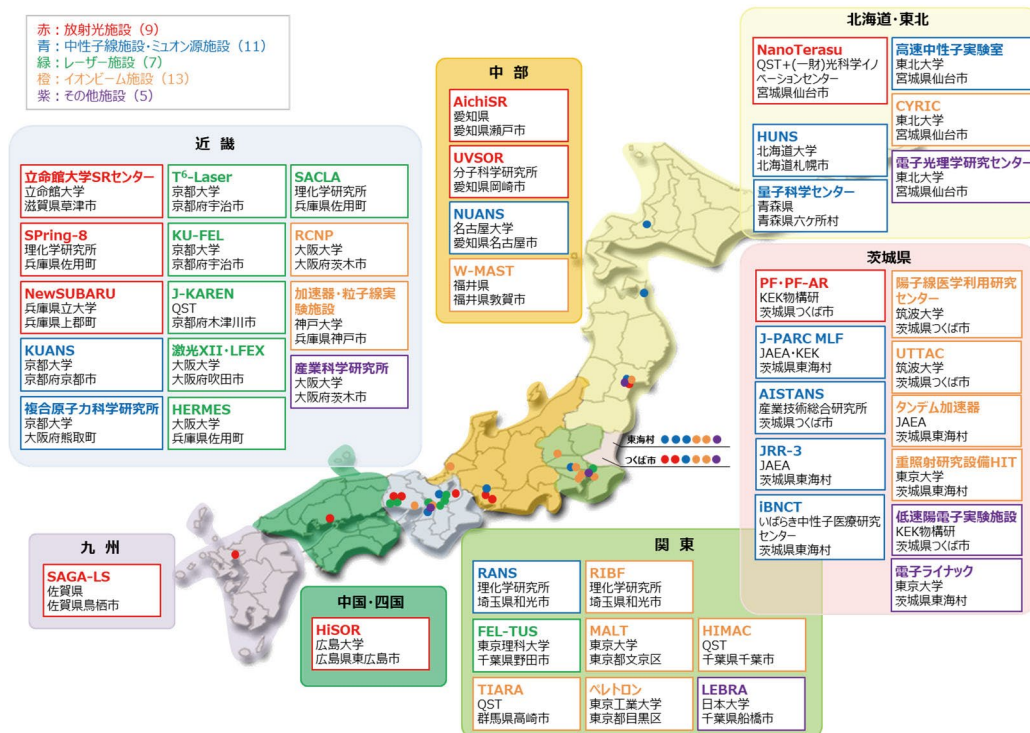 赤：放射光施設（9）
青：中性子線施設・ミュオン源施設（11）
緑：レーザー施設（7）
橙：イオンビーム施設（13）
紫：その他施設（5）
近 畿
立命館大学SRセンター
立命館大学
滋賀県草津市
SPring-8
理化学研究所
兵庫県佐用町
NewSUBARU
兵庫県立大学
兵庫県上郡町
KUANS
京都大学
京都府京都市
複合原子力科学研究所
京都大学
大阪府熊取町
T⁶-Laser
京都大学
京都府宇治市
KU-FEL
京都大学
京都府宇治市
J-KAREN
QST
京都府木津川市
激光XII・LFEX
大阪大学
大阪府吹田市
HERMES
大阪大学
兵庫県佐用町
SACLA
理化学研究所
兵庫県佐用町
RCNP
大阪大学
大阪府茨木市
加速器・粒子線実
験施設
神戸大学
兵庫県神戸市
産業科学研究所
大阪大学
大阪府茨木市
中 部
AichiSR
愛知県
愛知県瀬戸市
UVSOR
分子科学研究所
愛知県岡崎市
NUANS
名古屋大学
愛知県名古屋市
W-MAST
福井県
福井県敦賀市
北海道・東北
NanoTerasu
QST+(一財)光科学イノ
ベーションセンター
宮城県仙台市
HUNS
北海道大学
北海道札幌市
量子科学センター
青森県
青森県六ケ所村
高速中性子実験室
東北大学
宮城県仙台市
CYRIC
東北大学
宮城県仙台市
電子光理学研究センター
東北大学
宮城県仙台市
茨城県
PF・PF-AR
KEK物構研
茨城県つくば市
J-PARC MLF
JAEA・KEK
茨城県東海村
AISTANS
産業技術総合研究所
茨城県つくば市
JRR-3
JAEA
茨城県東海村
iBNCT
いばらき中性子医療研究
センター
茨城県東海村
陽子線医学利用研究
センター
筑波大学
茨城県つくば市
UTTAC
筑波大学
茨城県つくば市
タンデム加速器
JAEA
茨城県東海村
重照射研究設備HIT
東京大学
茨城県東海村
低速陽電子実験施設
KEK物構研
茨城県つくば市
電子ライナック
東京大学
茨城県東海村
東海村
つくば市
九 州
SAGA-LS
佐賀県
佐賀県鳥栖市
中国・四国
HiSOR
広島大学
広島県東広島市
関 東
RANS
理化学研究所
埼玉県和光市
RIBF
理化学研究所
埼玉県和光市
FEL-TUS
東京理科大学
千葉県野田市
MALT
東京大学
東京都文京区
HIMAC
QST
千葉県千葉市
TIARA
QST
群馬県高崎市
ペレトロン
東京工業大学
東京都目黒区
LEBRA
日本大学
千葉県船橋市